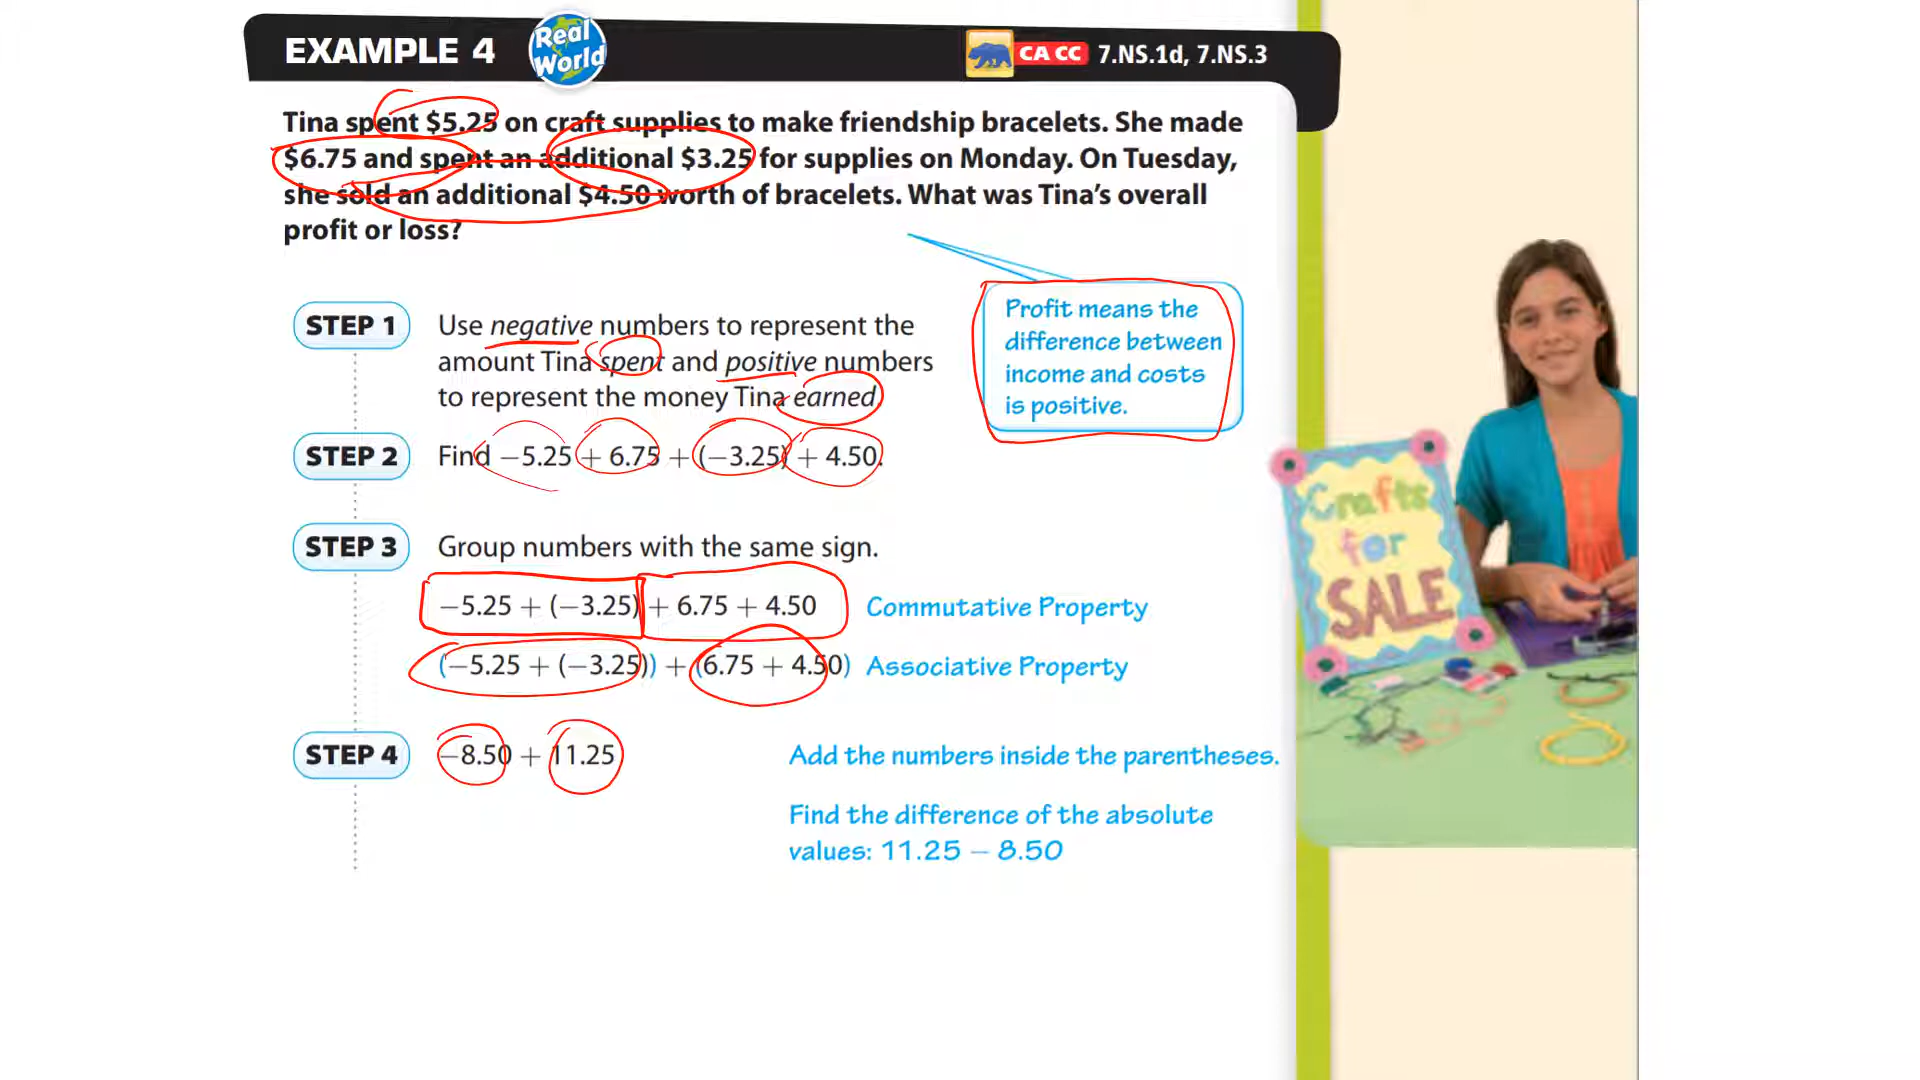 EXAMPLE 4
Real
World
CA CC 7.NS.1d, 7.NS.3
Tina spent $5.25 on craft supplies to make friendship bracelets. She made
$6.75 and spent an additional $3.25 for supplies on Monday. On Tuesday,
she sold an additional $4.50 worth of bracelets. What was Tina’s overall
profit or loss?
Profit means the
difference between
income and costs
is positive.
STEP 1 Use negative numbers to represent the
amount Tina spent and positive numbers
to represent the money Tina earned.
STEP 2 Find −5.25 + 6.75 + (−3.25) + 4.50.
STEP 3 Group numbers with the same sign.
−5.25 + (−3.25) + 6.75 + 4.50 Commutative Property
(−5.25 + (−3.25)) + (6.75 + 4.50) Associative Property
STEP 4 −8.50 + 11.25 Add the numbers inside the parentheses.
Find the difference of the absolute
values: 11.25 − 8.50
Crafts
for
SALE